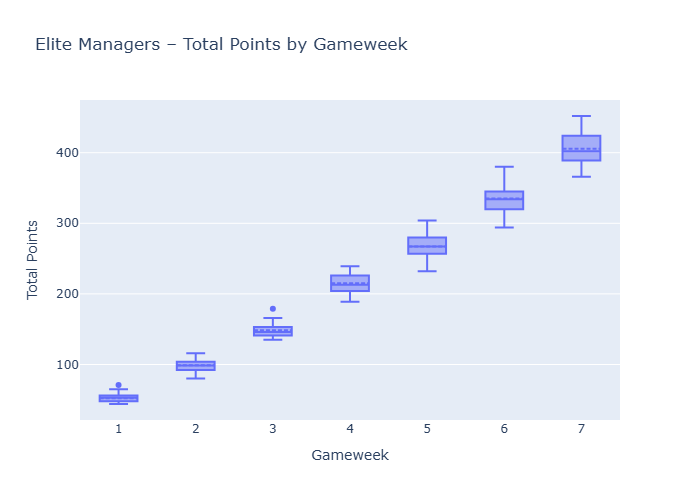 Elite Managers – Total Points by Gameweek
Total Points
400
300
200
100
1 2 3 4 5 6 7
Gameweek